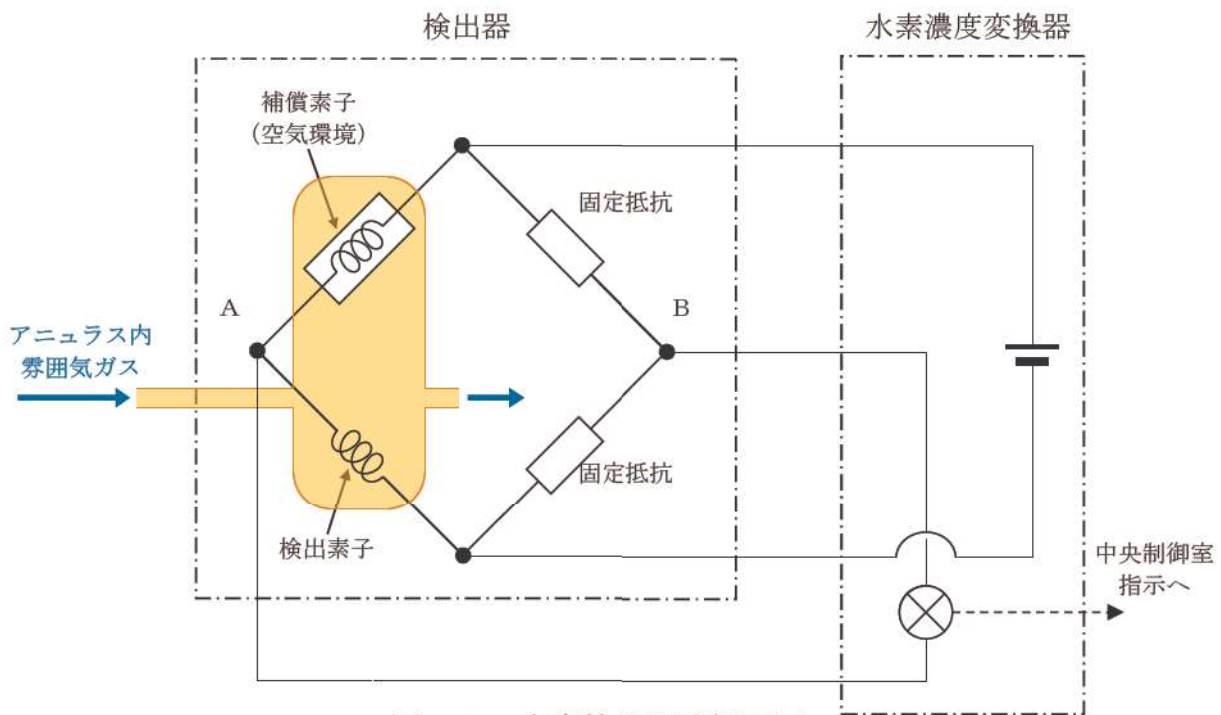 検出器
水素濃度変換器
補償素子
(空気環境)
固定抵抗
A
B
アニュラス内
雰囲気ガス
固定抵抗
検出素子
中央制御室
指示へ